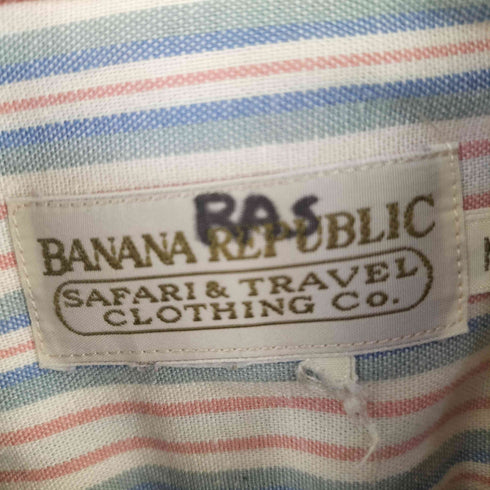 RAS
BANANA REPUBLIC
SAFARI & TRAVEL
CLOTHING CO.